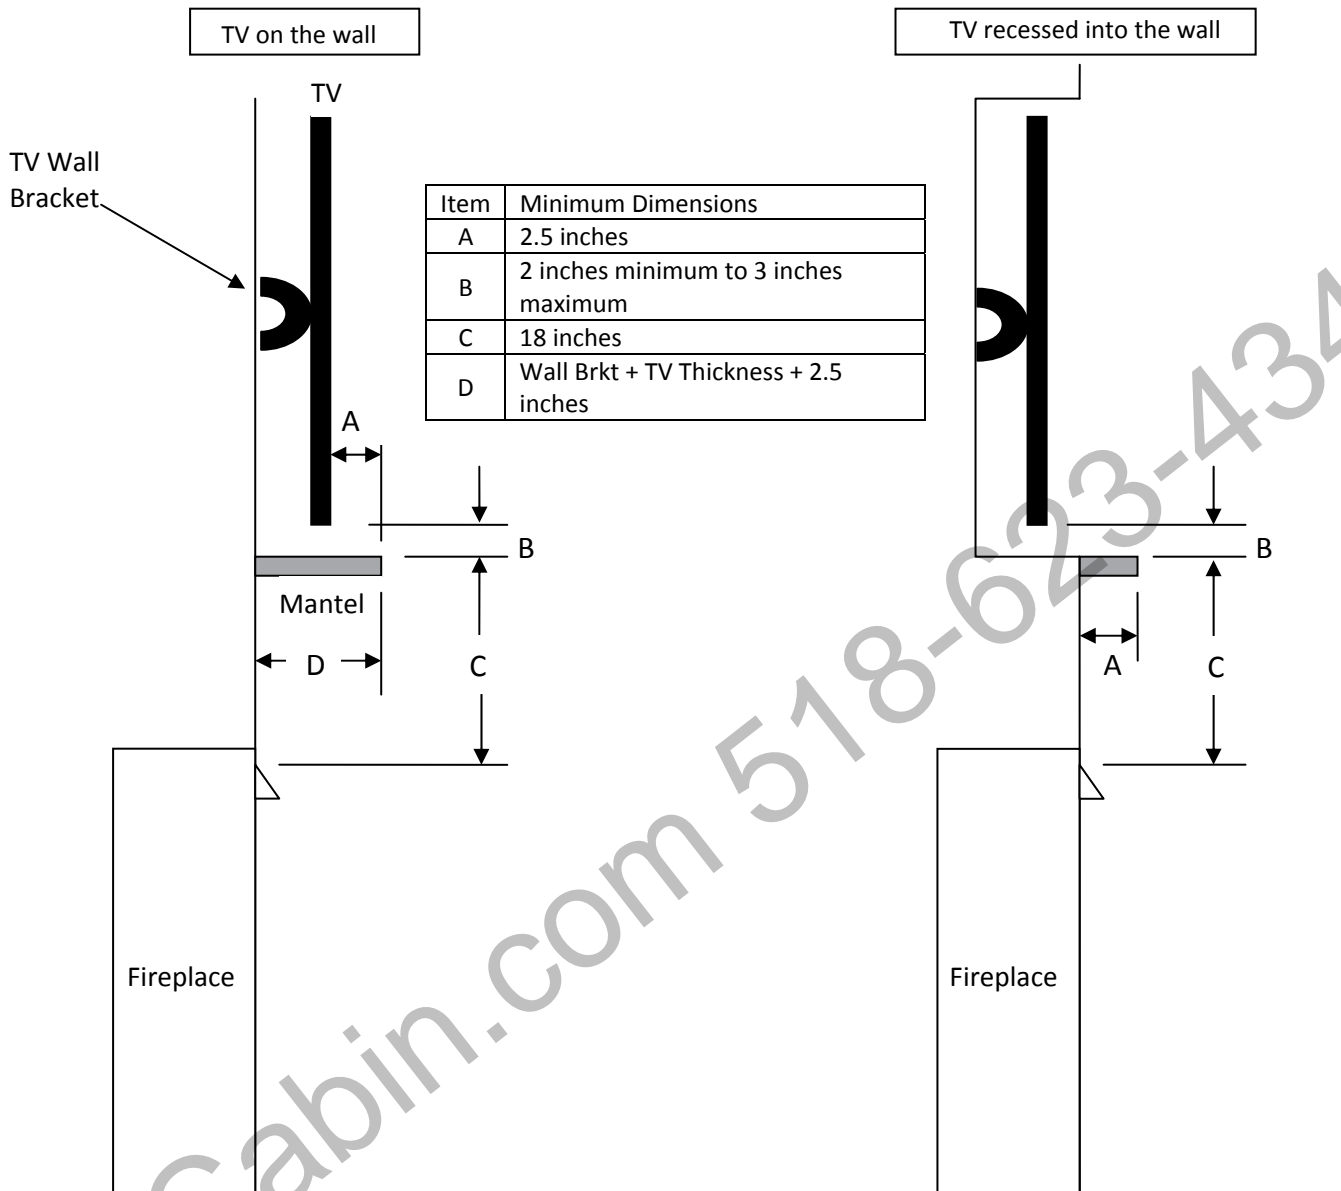 TV on the wall
TV recessed into the wall
TV
TV Wall
Bracket
Item Minimum Dimensions
A 2.5 inches
B 2 inches minimum to 3 inches
maximum
C 18 inches
D Wall Brkt + TV Thickness + 2.5
inches
A
B
Mantel
D
C
Fireplace
B
A
C
Fireplace
Cabin.com 518-623-434